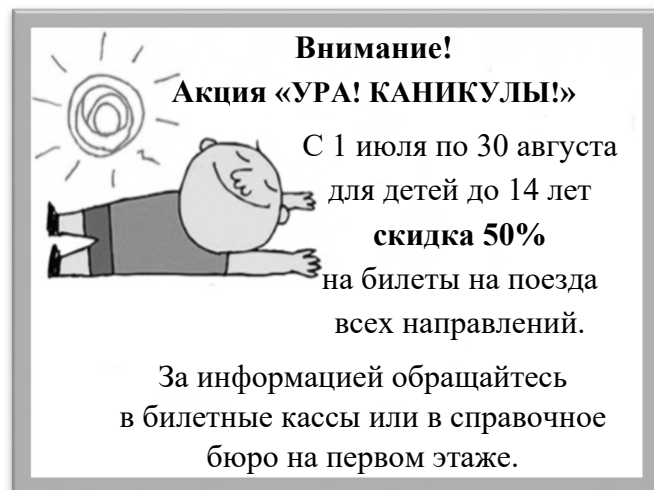 Внимание!
Акция «УРА! КАНИКУЛЫ!»
С 1 июля по 30 августа
для детей до 14 лет
скидка 50%
на билеты на поезда
всех направлений.
За информацией обращайтесь
в билетные кассы или в справочное
бюро на первом этаже.